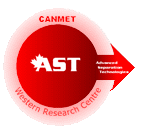 CANMET
AST
Advanced
Separation
Technologies
Western Research Centre